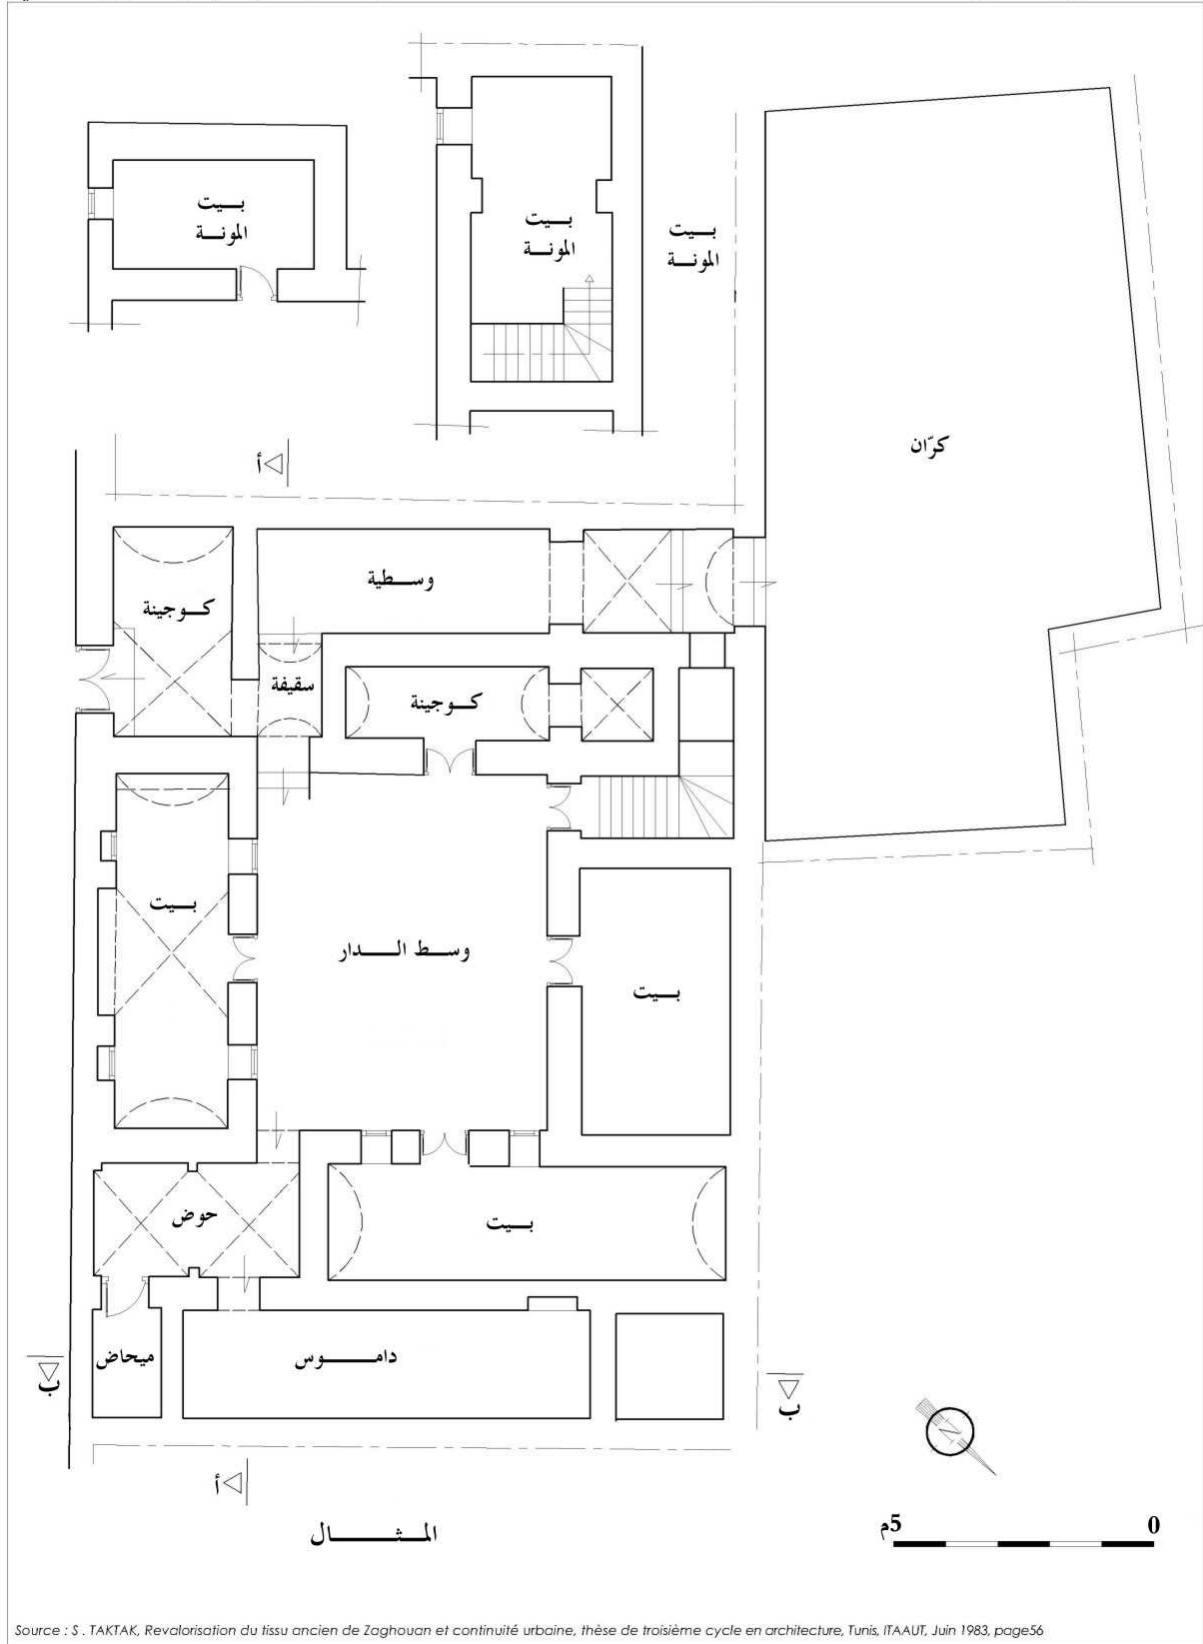 بيت
المونة
بيت
المونة
بيت
المونة
كرّان
أ
وسطية
كوجينة
سقيفة
كوجينة
بيت
وسط الدار
بيت
حوض
بيت
ميحاض
داموس
ب
ب
N
أ
المثال
5م
0
Source : S . TAKTAK, Revalorisation du tissu ancien de Zaghouan et continuité urbaine, thèse de troisième cycle en architecture, Tunis, ITAAUT, Juin 1983, page56